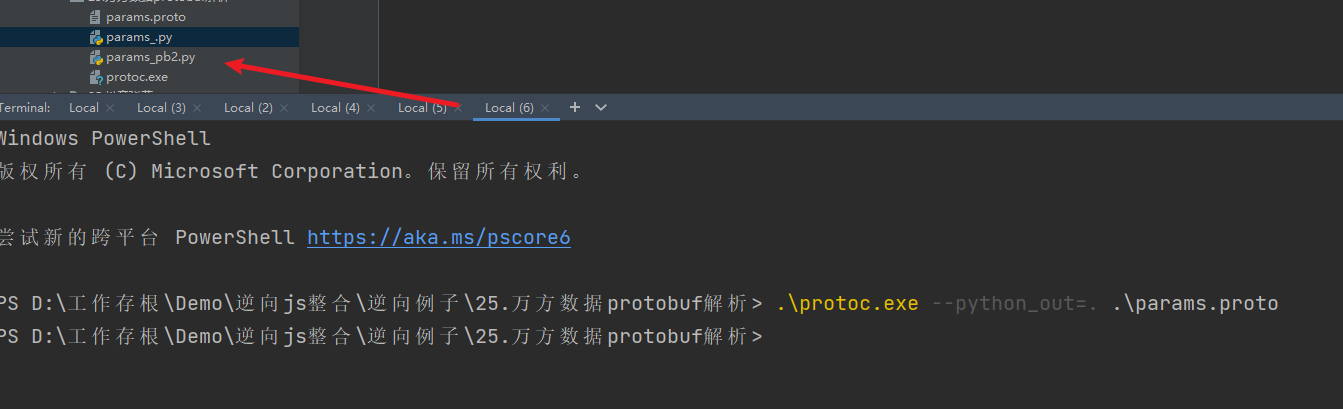 params.proto
params_.py
params_pb2.py
protoc.exe
Terminal: Local × Local (3) × Local (2) × Local (4) × Local (5) × Local (6) × +
Windows PowerShell
版权所有 (C) Microsoft Corporation。保留所有权利。
尝试新的跨平台 PowerShell https://aka.ms/pscore6
PS D:\工作存根\Demo\逆向js整合\逆向例子\25.万方数据protobuf解析> .\protoc.exe --python_out=. .\params.proto
PS D:\工作存根\Demo\逆向js整合\逆向例子\25.万方数据protobuf解析>